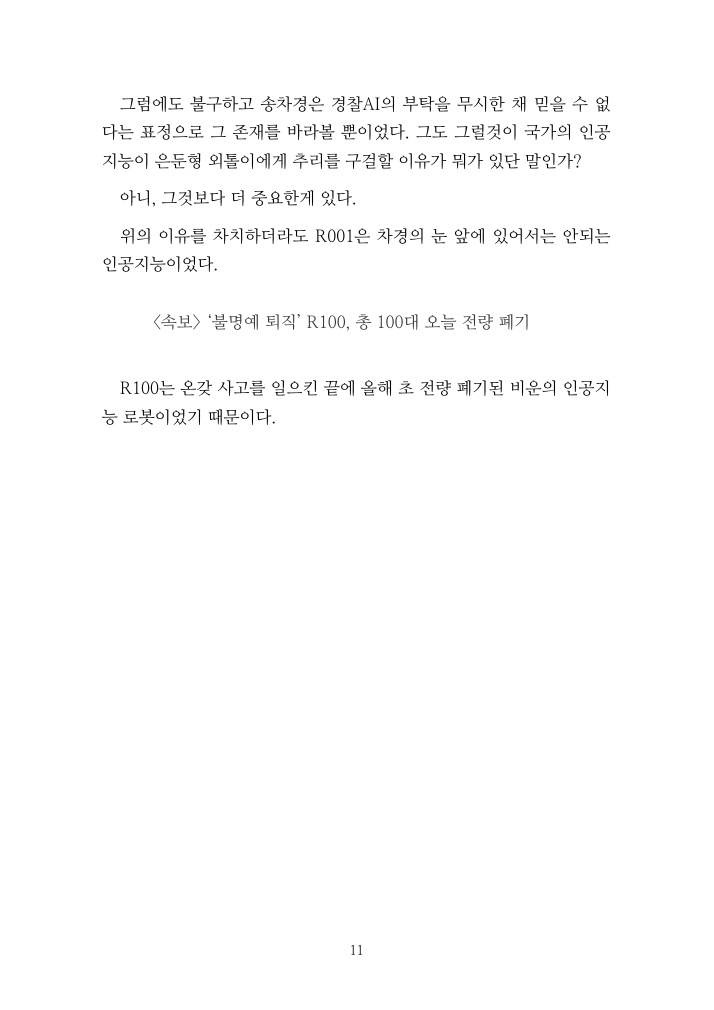 그럼에도 불구하고 송차경은 경찰AI의 부탁을 무시한 채 믿을 수 없
다는 표정으로 그 존재를 바라볼 뿐이었다. 그도 그럴것이 국가의 인공
지능이 은둔형 외톨이에게 추리를 구걸할 이유가 뭐가 있단 말인가?
아니, 그것보다 더 중요한게 있다.
위의 이유를 차치하더라도 R001은 차경의 눈 앞에 있어서는 안되는
인공지능이었다.
〈속보〉 ‘불명예 퇴직’ R100, 총 100대 오늘 전량 폐기
R100는 온갖 사고를 일으킨 끝에 올해 초 전량 폐기된 비운의 인공지
능 로봇이었기 때문이다.
11